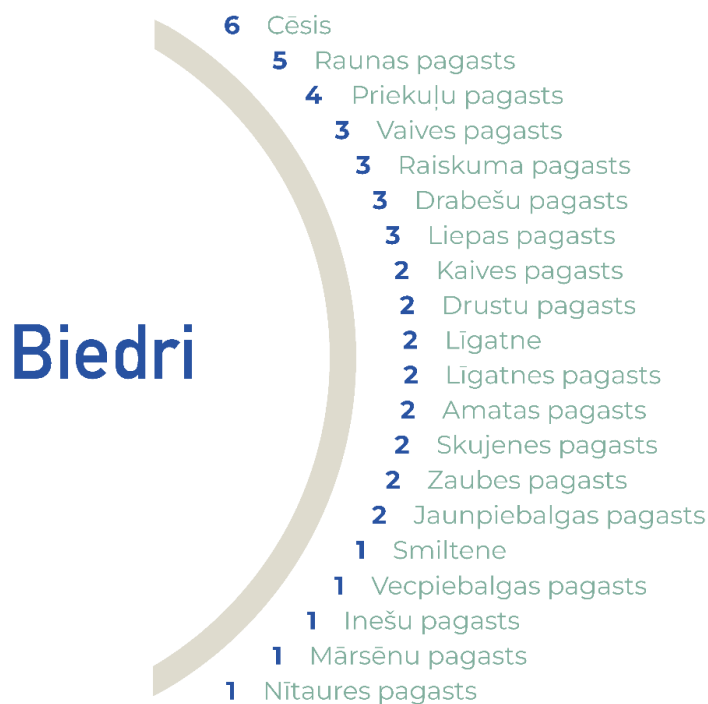 Biedri
6 Cēsis
5 Raunas pagasts
4 Priekuļu pagasts
3 Vaives pagasts
3 Raiskuma pagasts
3 Drabešu pagasts
3 Liepas pagasts
2 Kaives pagasts
2 Drustu pagasts
2 Līgatne
2 Līgatnes pagasts
2 Amatas pagasts
2 Skujenes pagasts
2 Zaubes pagasts
2 Jaunpiebalgas pagasts
1 Smiltene
1 Vecpiebalgas pagasts
1 Inešu pagasts
1 Mārsēnu pagasts
1 Nītaures pagasts